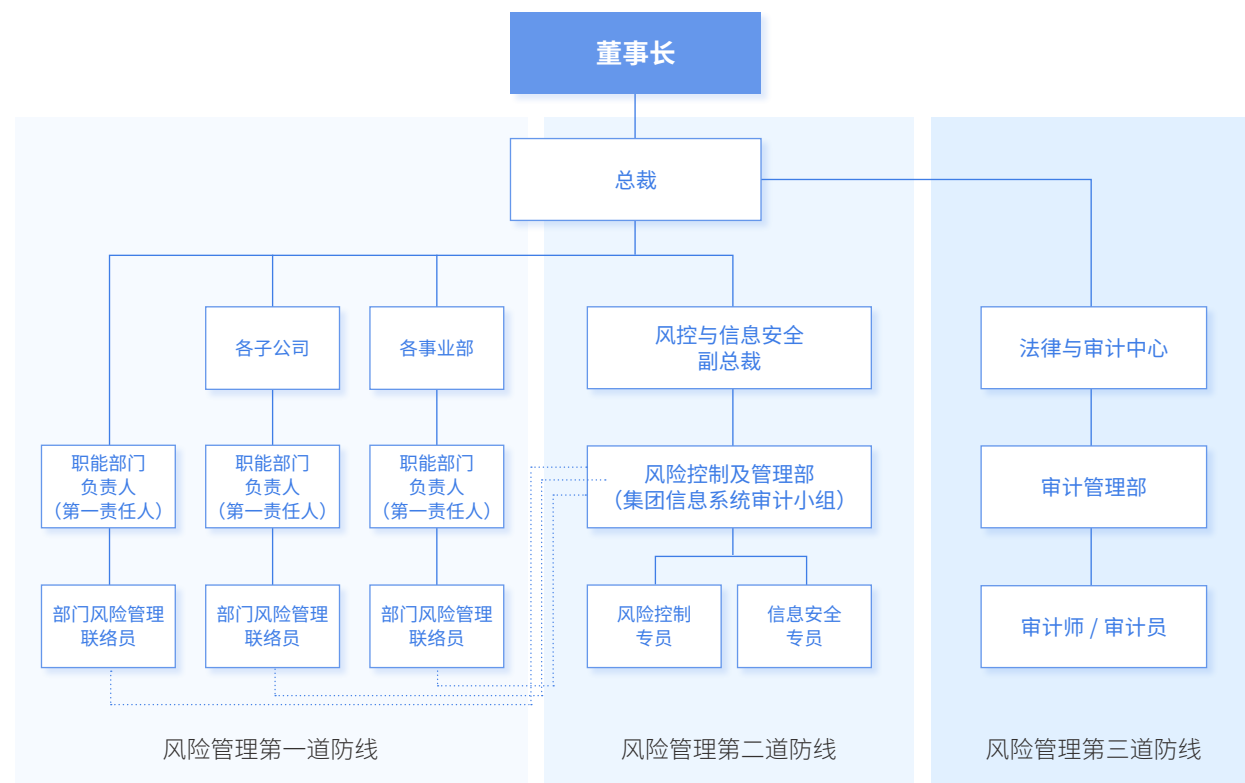 董事长
总裁
各子公司
各事业部
风控与信息安全
副总裁
法律与审计中心
职能部门
负责人
（第一责任人）
职能部门
负责人
（第一责任人）
职能部门
负责人
（第一责任人）
风险控制及管理部
（集团信息系统审计小组）
审计管理部
部门风险管理
联络员
部门风险管理
联络员
部门风险管理
联络员
风险控制
专员
信息安全
专员
审计师 / 审计员
风险管理第一道防线
风险管理第二道防线
风险管理第三道防线